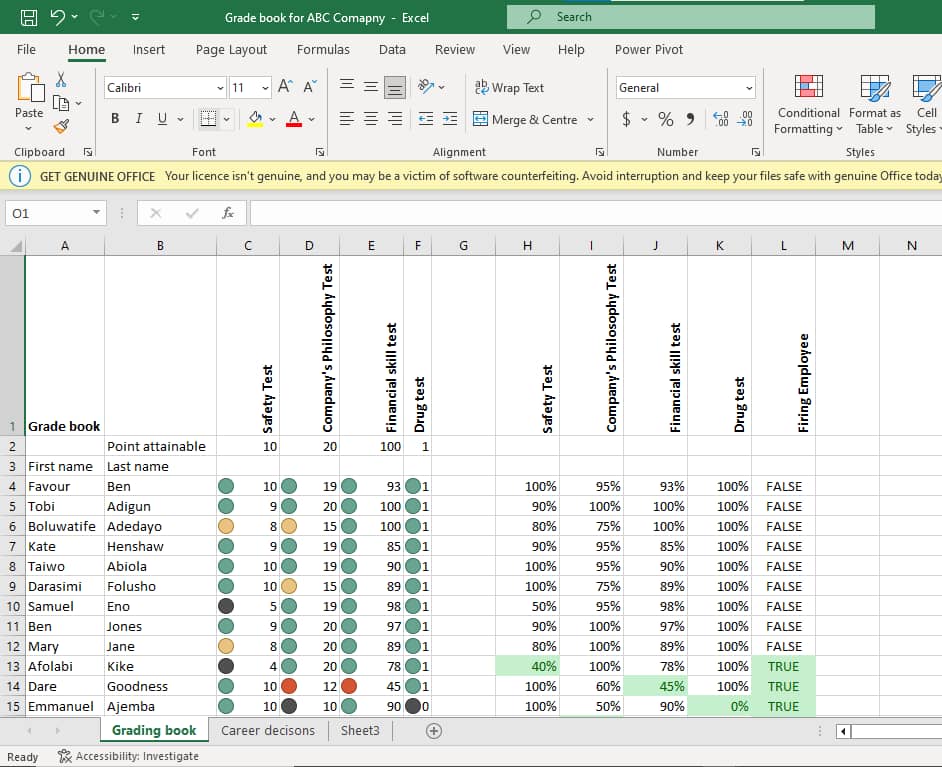 Grade book for ABC Comapny - Excel
Search
File Home Insert Page Layout Formulas Data Review View Help Power Pivot
Paste
Calibri 11 A A
B I U A
Wrap Text
Merge & Centre
General
$ % 9 .00 .00
Conditional Formatting
Format as Table
Cell Styles
Clipboard Font Alignment Number Styles
GET GENUINE OFFICE Your licence isn't genuine, and you may be a victim of software counterfeiting. Avoid interruption and keep your files safe with genuine Office today
O1 fx
A B C D E F G H I J K L M N
1 Grade book Safety Test Company's Philosophy Test Financial skill test Drug test Safety Test Company's Philosophy Test Financial skill test Drug test Firing Employee
2 Point attainable 10 20 100 1
3 First name Last name
4 Favour Ben 10 19 93 1 100% 95% 93% 100% FALSE
5 Tobi Adigun 9 20 100 1 90% 100% 100% 100% FALSE
6 Boluwatife Adedayo 8 15 100 1 80% 75% 100% 100% FALSE
7 Kate Henshaw 9 19 85 1 90% 95% 85% 100% FALSE
8 Taiwo Abiola 10 19 90 1 100% 95% 90% 100% FALSE
9 Darasimi Folusho 10 15 89 1 100% 75% 89% 100% FALSE
10 Samuel Eno 5 19 98 1 50% 95% 98% 100% FALSE
11 Ben Jones 9 20 97 1 90% 100% 97% 100% FALSE
12 Mary Jane 8 20 89 1 80% 100% 89% 100% FALSE
13 Afolabi Kike 4 20 78 1 40% 100% 78% 100% TRUE
14 Dare Goodness 10 12 45 1 100% 60% 45% 100% TRUE
15 Emmanuel Ajemba 10 10 90 0 100% 50% 90% 0% TRUE
Grading book Career decisons Sheet3
Ready Accessibility: Investigate